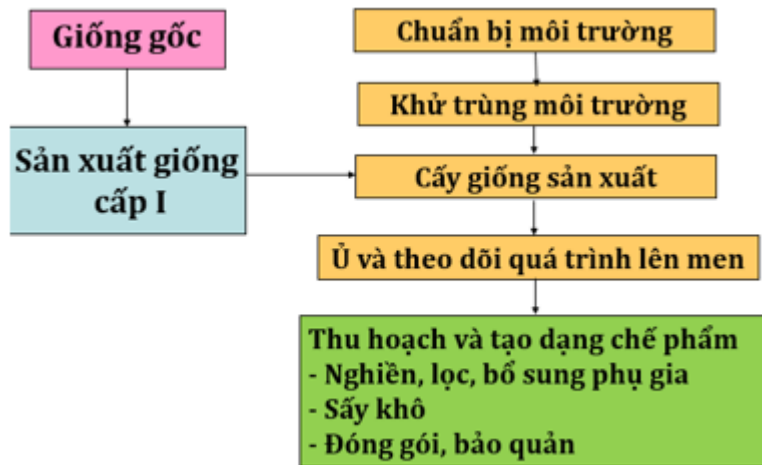 Giống gốc
Sản xuất giống
cấp I
Chuẩn bị môi trường
Khử trùng môi trường
Cấy giống sản xuất
Ủ và theo dõi quá trình lên men
Thu hoạch và tạo dạng chế phẩm
- Nghiền, lọc, bổ sung phụ gia
- Sấy khô
- Đóng gói, bảo quản